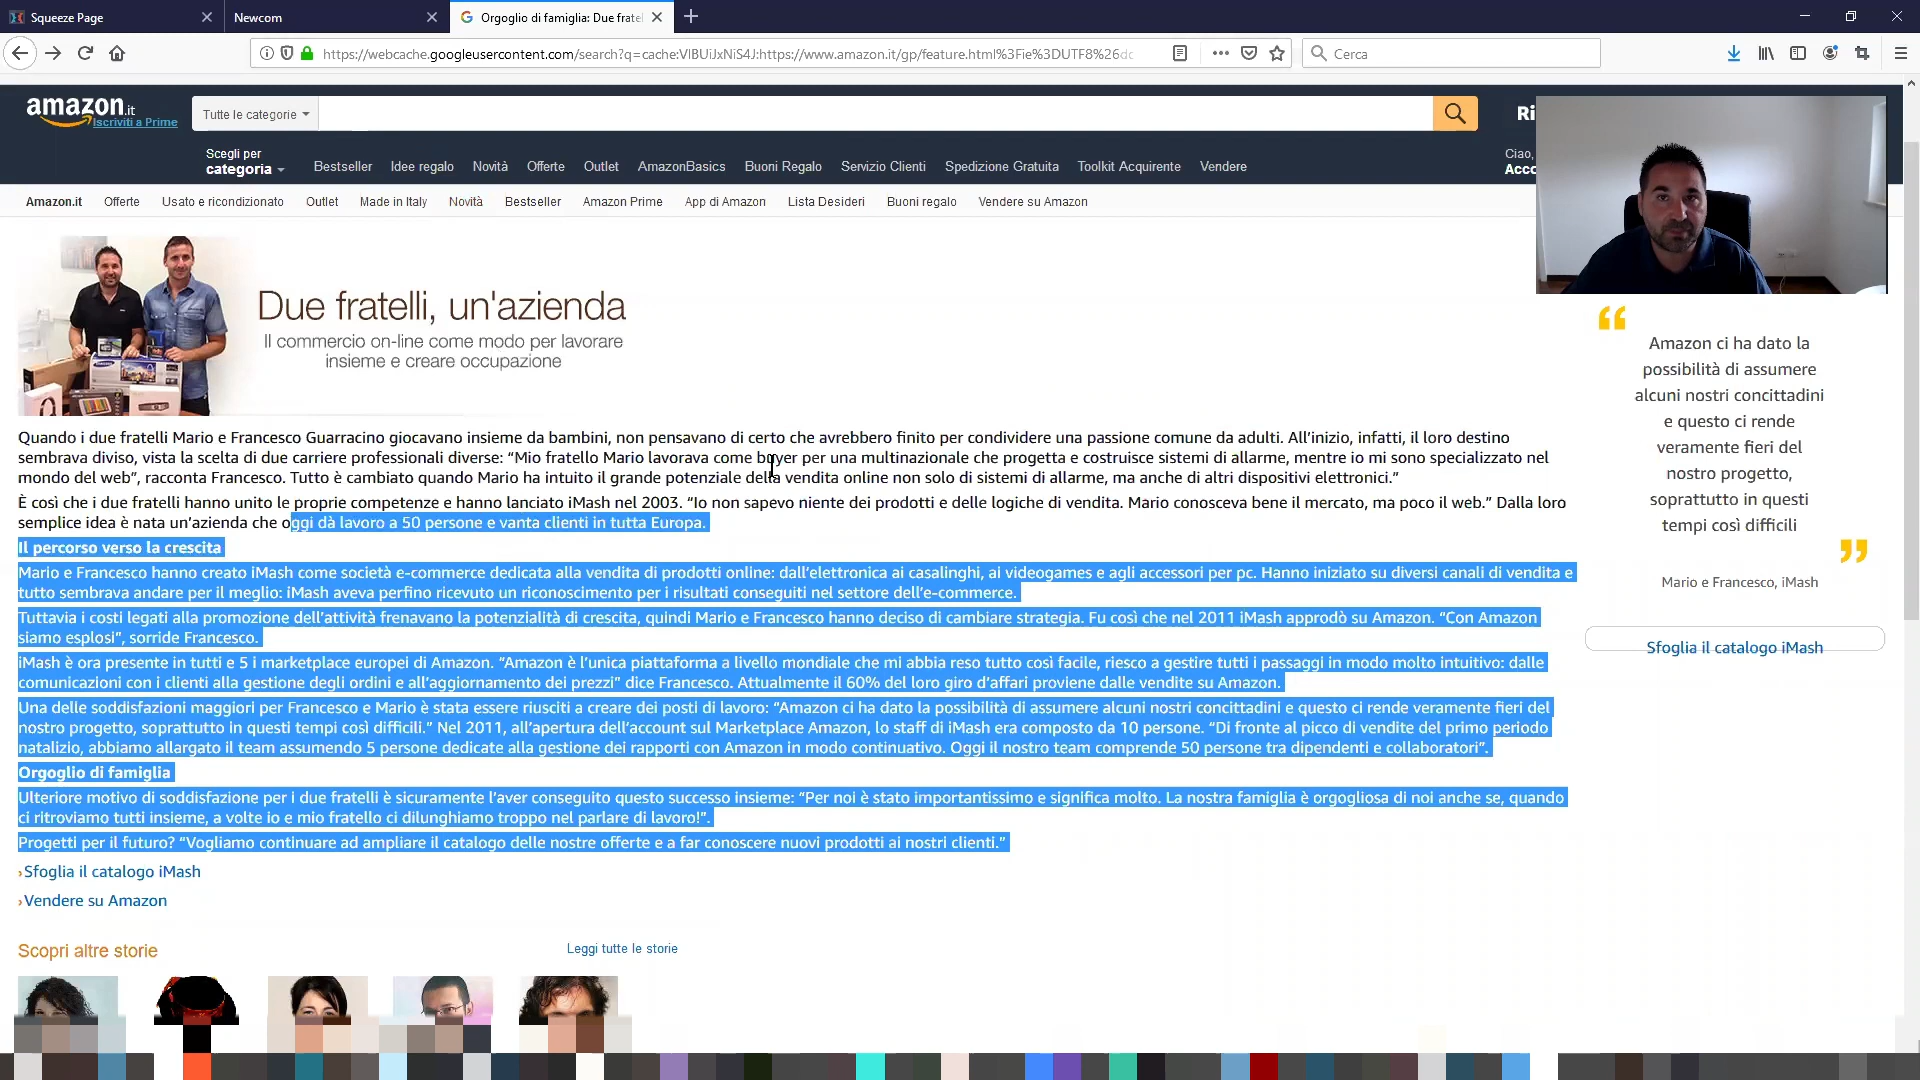 Squeeze Page
Newcom
Orgoglio di famiglia: Due frate
https://webcache.googleusercontent.com/search?q=cache:VlBUiJxNiS4J:https://www.amazon.it/gp/feature.html%3Fie%3DUTF8%26dc
Cerca
amazon.it
Iscriviti a Prime
Tutte le categorie
Ri
Scegli per
categoria
Bestseller Idee regalo Novità Offerte Outlet AmazonBasics Buoni Regalo Servizio Clienti Spedizione Gratuita Toolkit Acquirente Vendere
Ciao,
Acco
Amazon.it Offerte Usato e ricondizionato Outlet Made in Italy Novità Bestseller Amazon Prime App di Amazon Lista Desideri Buoni regalo Vendere su Amazon
Due fratelli, un'azienda
Il commercio on-line come modo per lavorare
insieme e creare occupazione
Quando i due fratelli Mario e Francesco Guarracino giocavano insieme da bambini, non pensavano di certo che avrebbero finito per condividere una passione comune da adulti. All’inizio, infatti, il loro destino
sembrava diviso, vista la scelta di due carriere professionali diverse: “Mio fratello Mario lavorava come buyer per una multinazionale che progetta e costruisce sistemi di allarme, mentre io mi sono specializzato nel
mondo del web”, racconta Francesco. Tutto è cambiato quando Mario ha intuito il grande potenziale della vendita online non solo di sistemi di allarme, ma anche di altri dispositivi elettronici.”
È così che i due fratelli hanno unito le proprie competenze e hanno lanciato iMash nel 2003. “Io non sapevo niente dei prodotti e delle logiche di vendita. Mario conosceva bene il mercato, ma poco il web.” Dalla loro
semplice idea è nata un’azienda che oggi dà lavoro a 50 persone e vanta clienti in tutta Europa.
Il percorso verso la crescita
Mario e Francesco hanno creato iMash come società e-commerce dedicata alla vendita di prodotti online: dall’elettronica ai casalinghi, ai videogames e agli accessori per pc. Hanno iniziato su diversi canali di vendita e
tutto sembrava andare per il meglio: iMash aveva perfino ricevuto un riconoscimento per i risultati conseguiti nel settore dell’e-commerce.
Tuttavia i costi legati alla promozione dell’attività frenavano la potenzialità di crescita, quindi Mario e Francesco hanno deciso di cambiare strategia. Fu così che nel 2011 iMash approdò su Amazon. “Con Amazon
siamo esplosi”, sorride Francesco.
iMash è ora presente in tutti e 5 i marketplace europei di Amazon. “Amazon è l’unica piattaforma a livello mondiale che mi abbia reso tutto così facile, riesco a gestire tutti i passaggi in modo molto intuitivo: dalle
comunicazioni con i clienti alla gestione degli ordini e all’aggiornamento dei prezzi” dice Francesco. Attualmente il 60% del loro giro d’affari proviene dalle vendite su Amazon.
Una delle soddisfazioni maggiori per Francesco e Mario è stata essere riusciti a creare dei posti di lavoro: “Amazon ci ha dato la possibilità di assumere alcuni nostri concittadini e questo ci rende veramente fieri del
nostro progetto, soprattutto in questi tempi così difficili.” Nel 2011, all’apertura dell’account sul Marketplace Amazon, lo staff di iMash era composto da 10 persone. “Di fronte al picco di vendite del primo periodo
natalizio, abbiamo allargato il team assumendo 5 persone dedicate alla gestione dei rapporti con Amazon in modo continuativo. Oggi il nostro team comprende 50 persone tra dipendenti e collaboratori”.
Orgoglio di famiglia
Ulteriore motivo di soddisfazione per i due fratelli è sicuramente l’aver conseguito questo successo insieme: “Per noi è stato importantissimo e significa molto. La nostra famiglia è orgogliosa di noi anche se, quando
ci ritroviamo tutti insieme, a volte io e mio fratello ci dilunghiamo troppo nel parlare di lavoro!”.
Progetti per il futuro? “Vogliamo continuare ad ampliare il catalogo delle nostre offerte e a far conoscere nuovi prodotti ai nostri clienti.”
›Sfoglia il catalogo iMash
›Vendere su Amazon
Scopri altre storie
Leggi tutte le storie
“
Amazon ci ha dato la
possibilità di assumere
alcuni nostri concittadini
e questo ci rende
veramente fieri del
nostro progetto,
soprattutto in questi
tempi così difficili
”
Mario e Francesco, iMash
Sfoglia il catalogo iMash